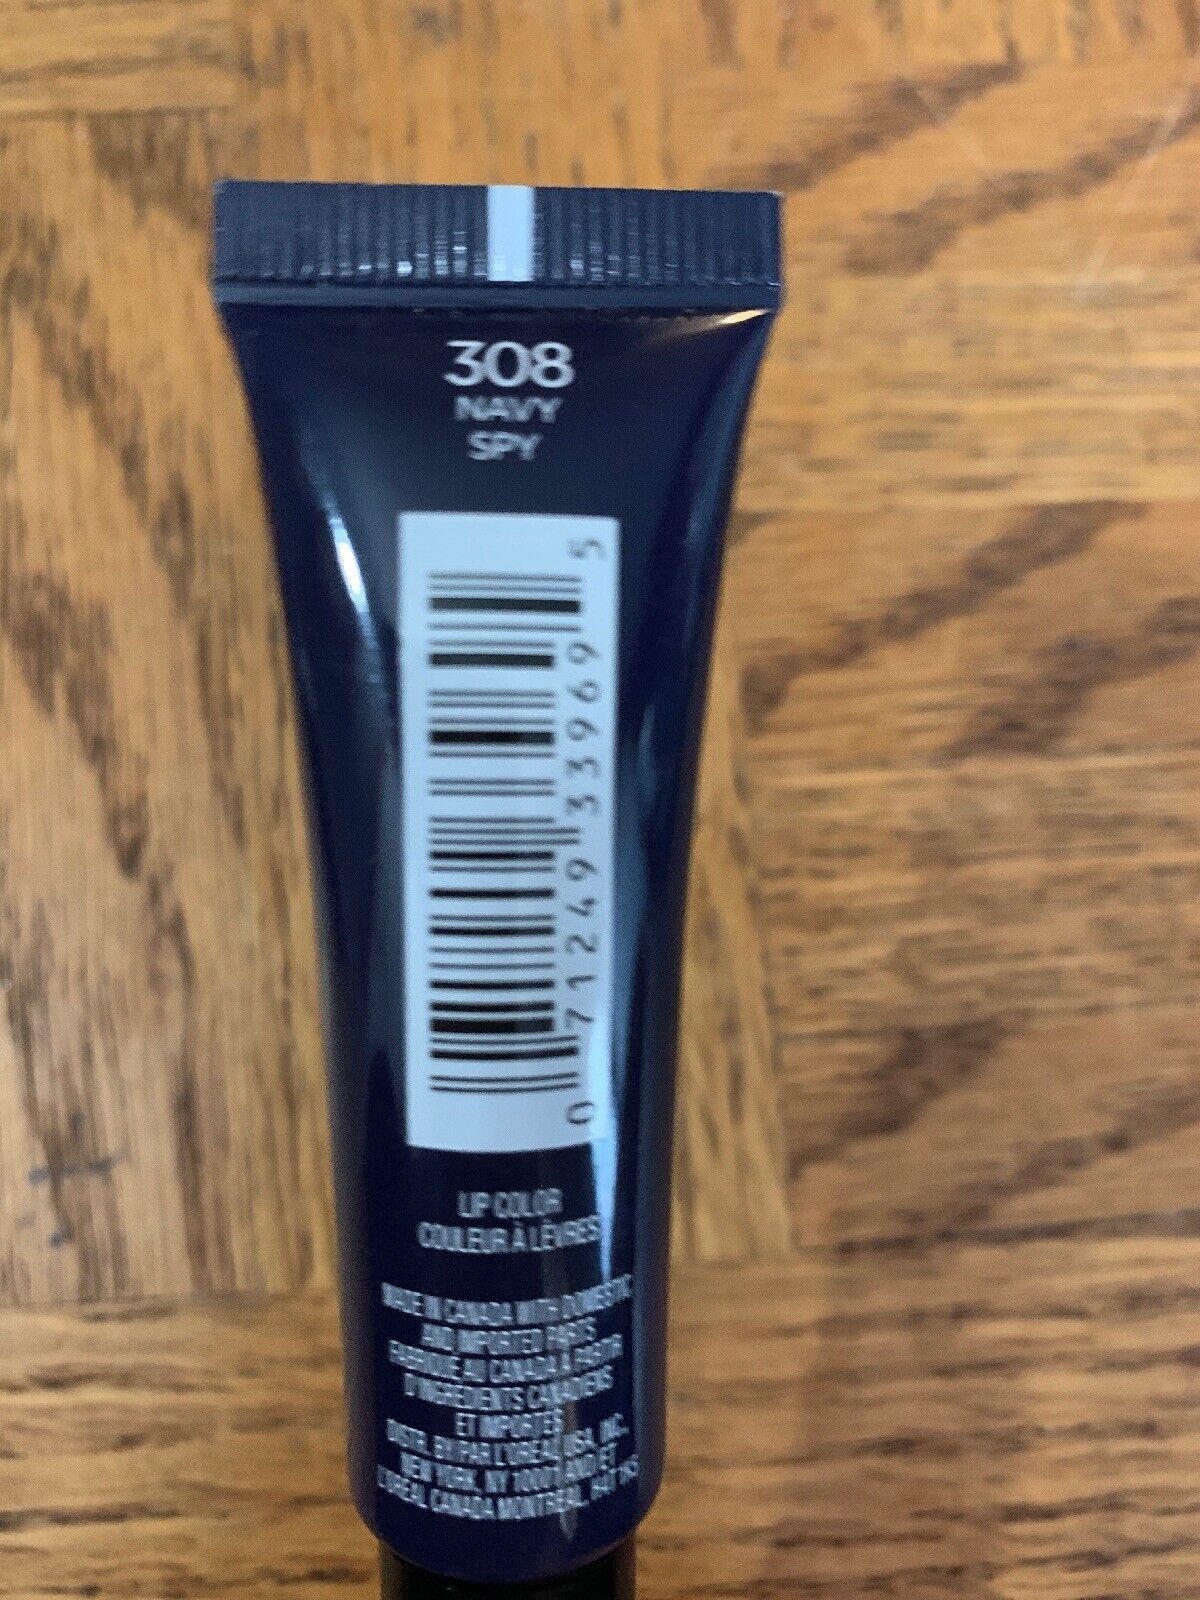 308
NAVY
SPY
0 71249 33969 5
LIP COLOR
COULEUR À LÈVRES
MADE IN CANADA WITH DOMESTIC
AND IMPORTED PARTS
FABRIQUÉ AU CANADA À PARTIR
D'INGRÉDIENTS CANADIENS
ET IMPORTÉS
DISTR. BY/PAR L'ORÉAL USA, INC.,
NEW YORK, NY 10001 AND/ET
L'ORÉAL CANADA MONTRÉAL,